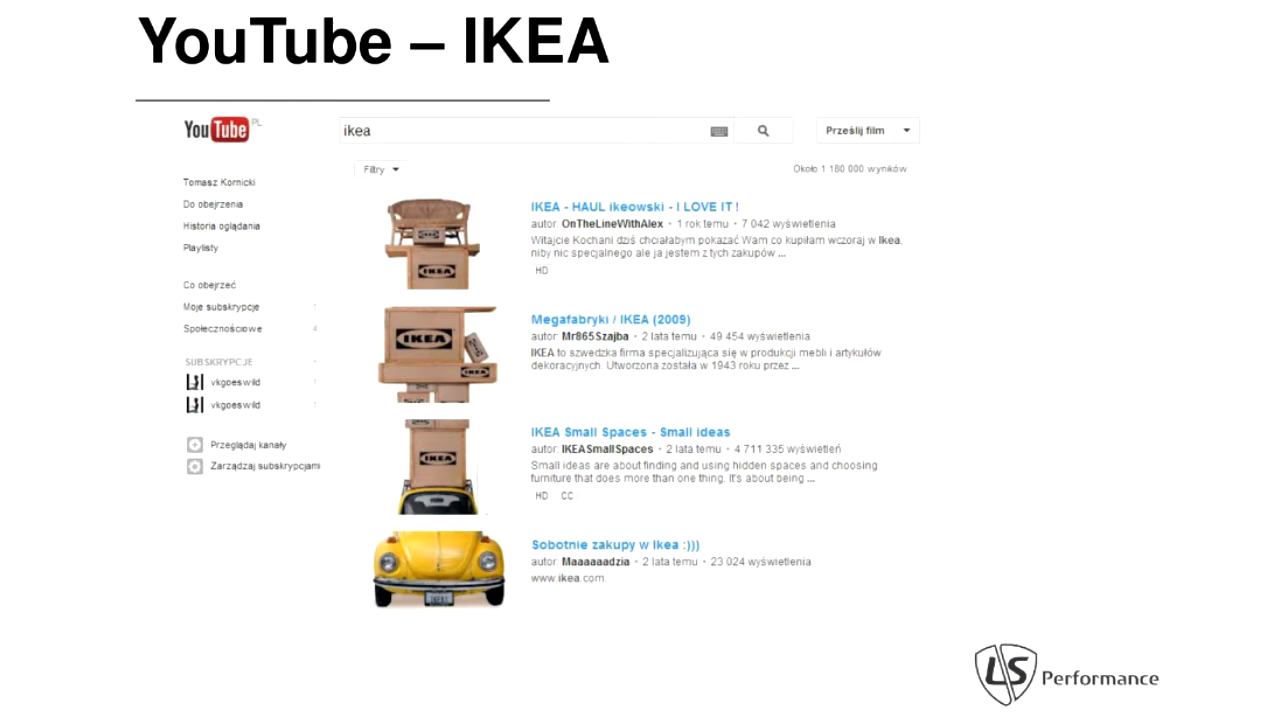 YouTube – IKEA
YouTube PL
ikea
Prześlij film
Filtry
Około 1 180 000 wyników
Tomasz Kornicki
Do obejrzenia
Historia oglądania
Playlisty
Co obejrzeć
Moje subskrypcje 1
Społecznościowe 4
SUBSKRYPCJE
vkgoeswild 1
vkgoeswild 1
Przeglądaj kanały
Zarządzaj subskrypcjami
IKEA - HAUL ikeowski - I LOVE IT !
autor: OnTheLineWithAlex • 1 rok temu • 7 042 wyświetlenia
Witajcie Kochani dziś chciałabym pokazać Wam co kupiłam wczoraj w Ikea.
niby nic specjalnego ale ja jestem z tych zakupów ...
HD
IKEA
IKEA
Megafabryki / IKEA (2009)
autor: Mr865Szajba • 2 lata temu • 49 454 wyświetlenia
IKEA to szwedzka firma specjalizująca się w produkcji mebli i artykułów
dekoracyjnych. Utworzona została w 1943 roku przez ...
IKEA
IKEA
IKEA Small Spaces - Small ideas
autor: IKEASmallSpaces • 2 lata temu • 4 711 335 wyświetleń
Small ideas are about finding and using hidden spaces and choosing
furniture that does more than one thing. It's about being ...
HD CC
IKEA
Sobotnie zakupy w Ikea :)))
autor: Maaaaaadzia • 2 lata temu • 23 024 wyświetlenia
www.ikea.com
LS Performance